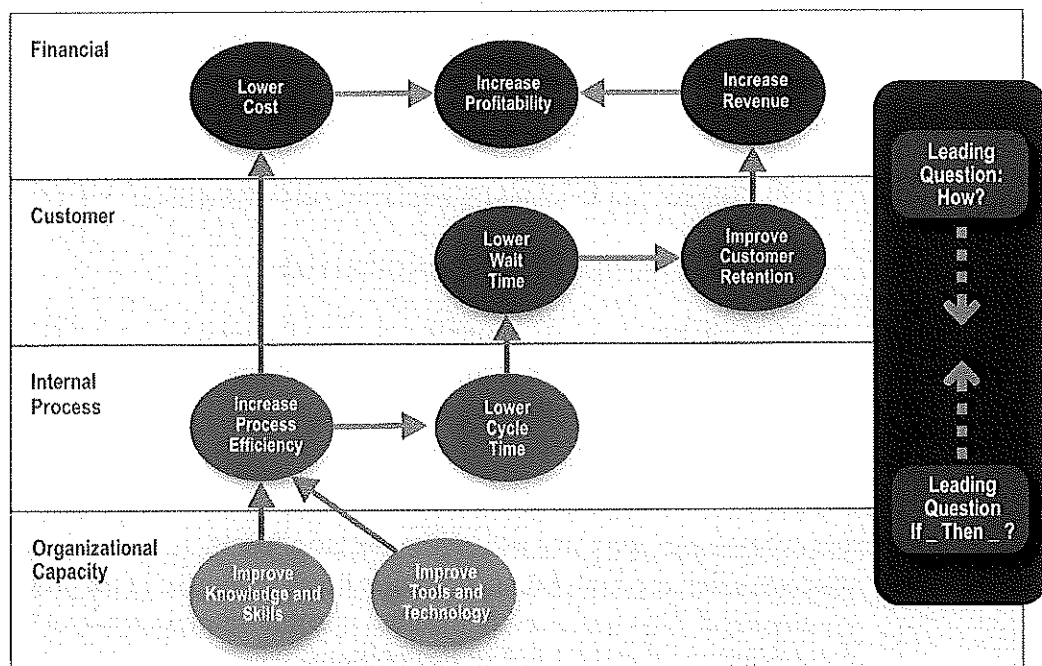 Financial
Lower
Cost
Increase
Profitability
Increase
Revenue
Leading
Question:
How?
Customer
Lower
Wait
Time
Improve
Customer
Retention
Internal
Process
Increase
Process
Efficiency
Lower
Cycle
Time
Leading
Question
If _ Then _ ?
Organizational
Capacity
Improve
Knowledge and
Skills
Improve
Tools and
Technology